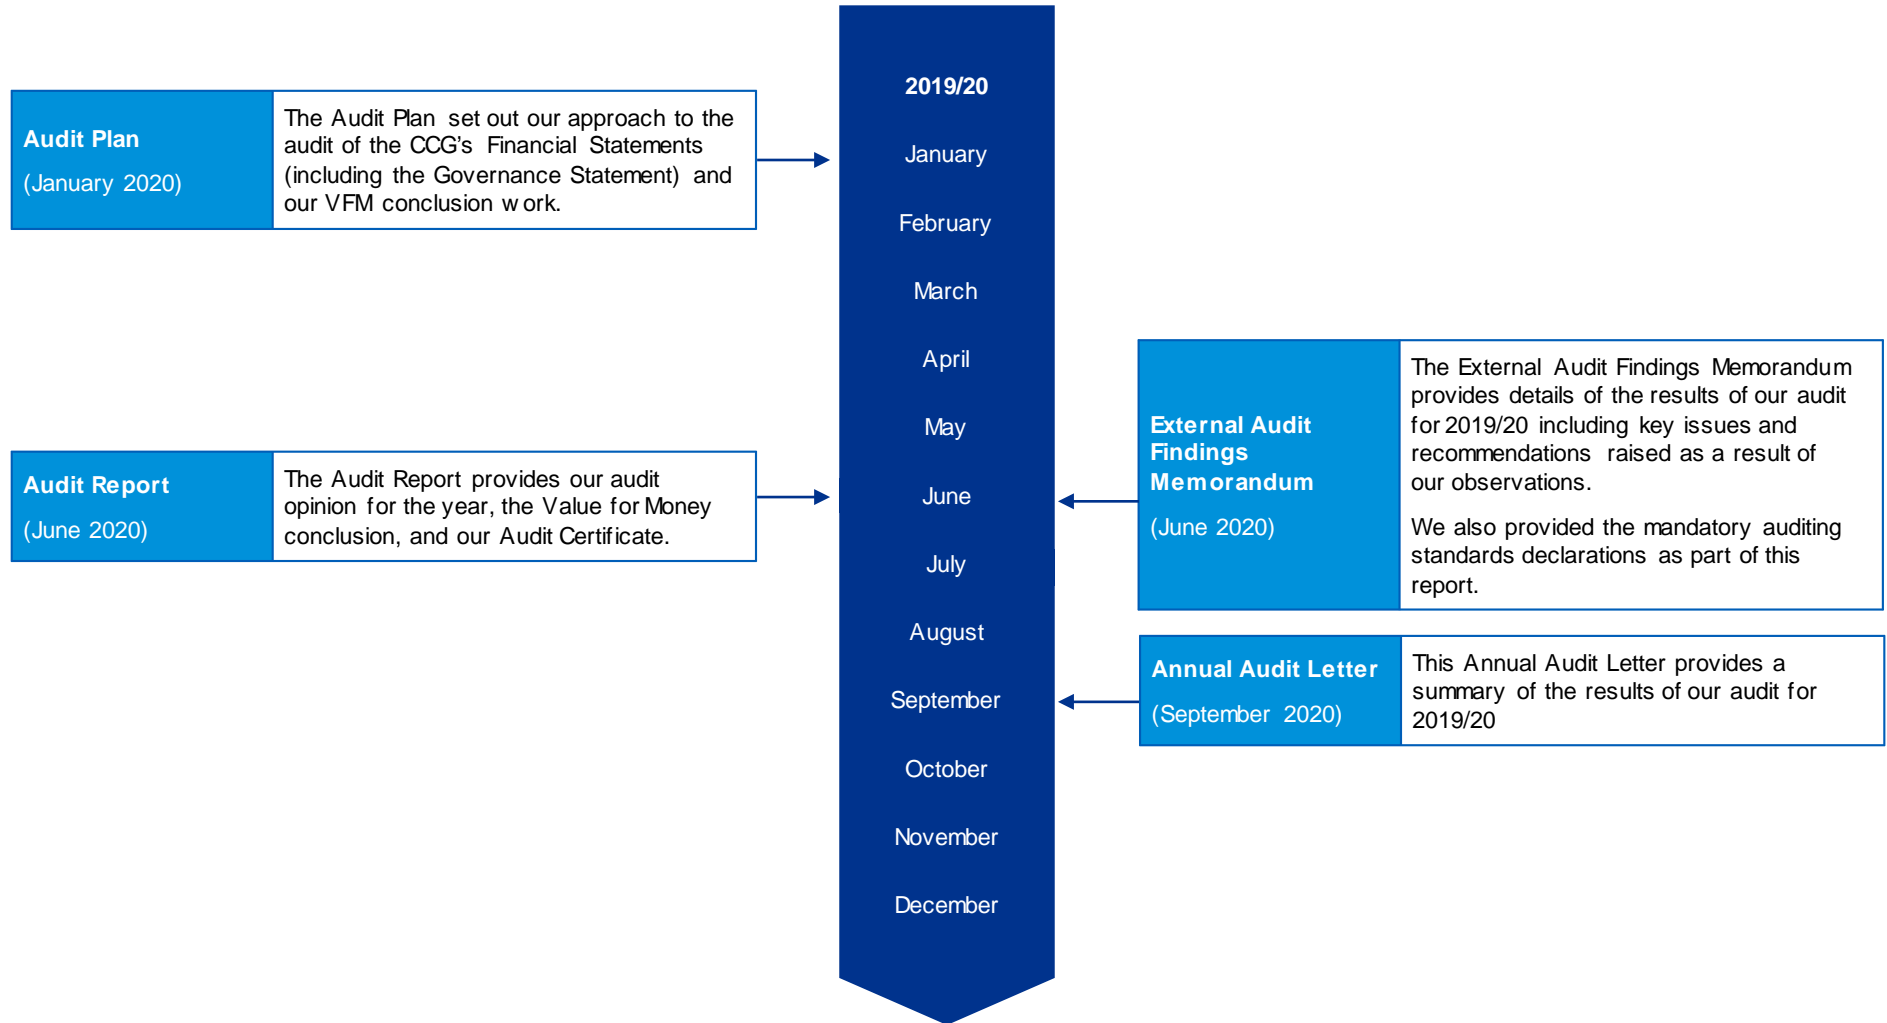 2019/20
January
February
March
April
May
June
July
August
September
October
November
December
Audit Plan
(January 2020)
The Audit Plan set out our approach to the
audit of the CCG's Financial Statements
(including the Governance Statement) and
our VFM conclusion work.
Audit Report
(June 2020)
The Audit Report provides our audit
opinion for the year, the Value for Money
conclusion, and our Audit Certificate.
External Audit
Findings
Memorandum
(June 2020)
The External Audit Findings Memorandum
provides details of the results of our audit
for 2019/20 including key issues and
recommendations raised as a result of
our observations.
We also provided the mandatory auditing
standards declarations as part of this
report.
Annual Audit Letter
(September 2020)
This Annual Audit Letter provides a
summary of the results of our audit for
2019/20